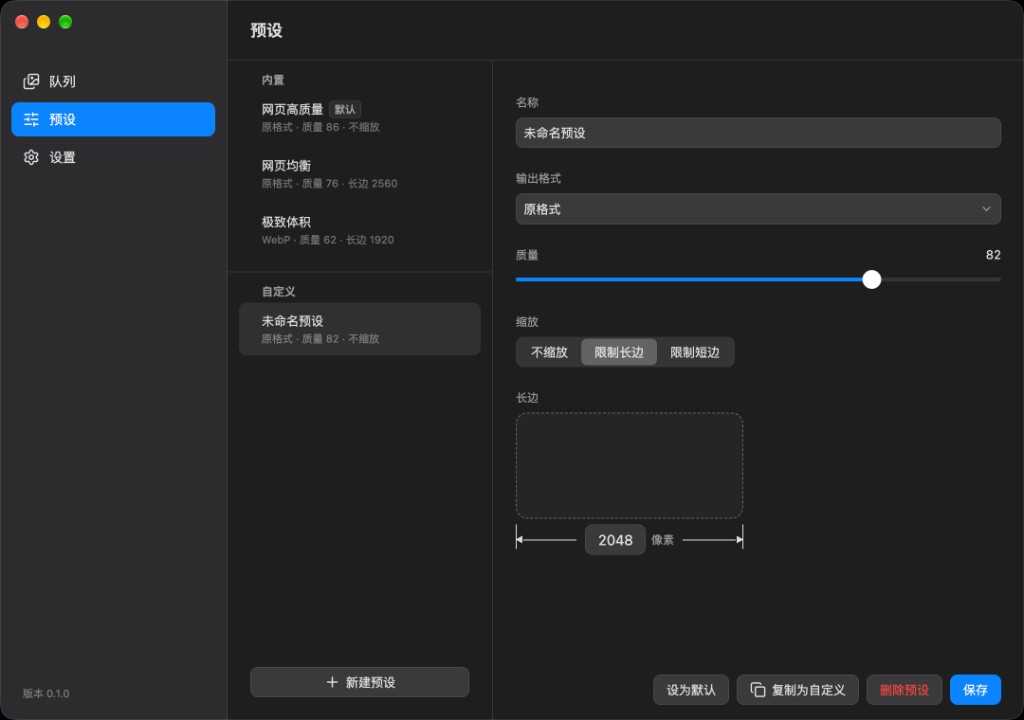 预设
队列
预设
设置
版本 0.1.0
内置
网页高质量 默认
原格式 · 质量 86 · 不缩放
网页均衡
原格式 · 质量 76 · 长边 2560
极致体积
WebP · 质量 62 · 长边 1920
自定义
未命名预设
原格式 · 质量 82 · 不缩放
新建预设
名称
未命名预设
输出格式
原格式
质量 82
缩放
不缩放 限制长边 限制短边
长边
2048 像素
设为默认 复制为自定义 删除预设 保存